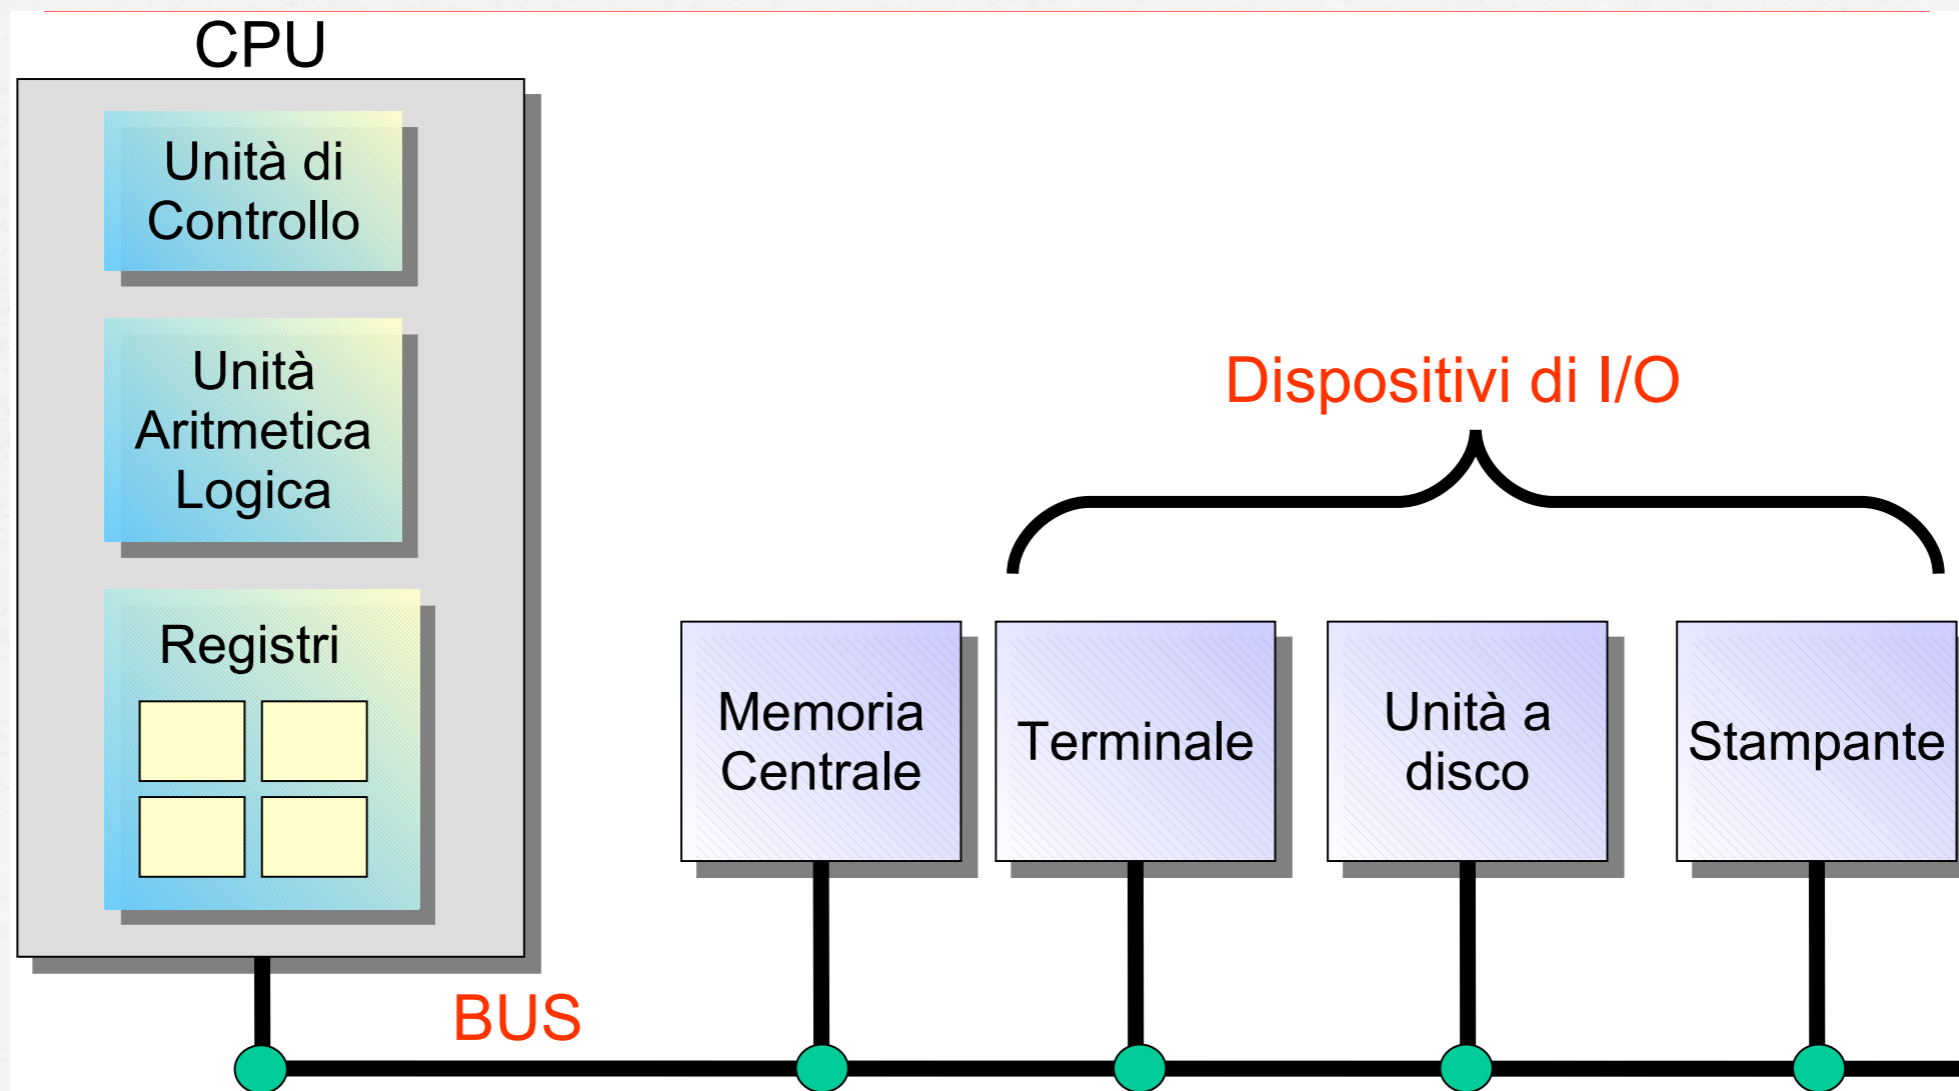 CPU
Unità di
Controllo
Unità
Aritmetica
Logica
Registri
Dispositivi di I/O
Memoria
Centrale
Terminale
Unità a
disco
Stampante
BUS